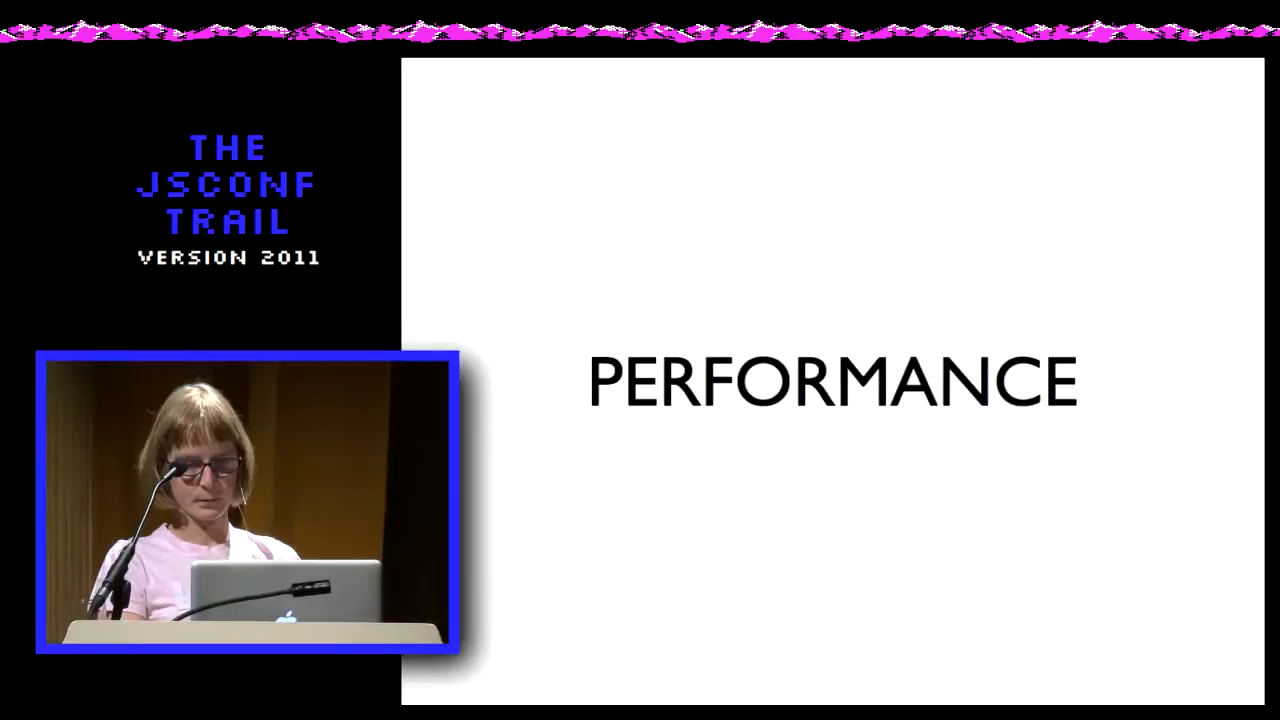 THE
JSCONF
TRAIL
VERSION 2011
PERFORMANCE